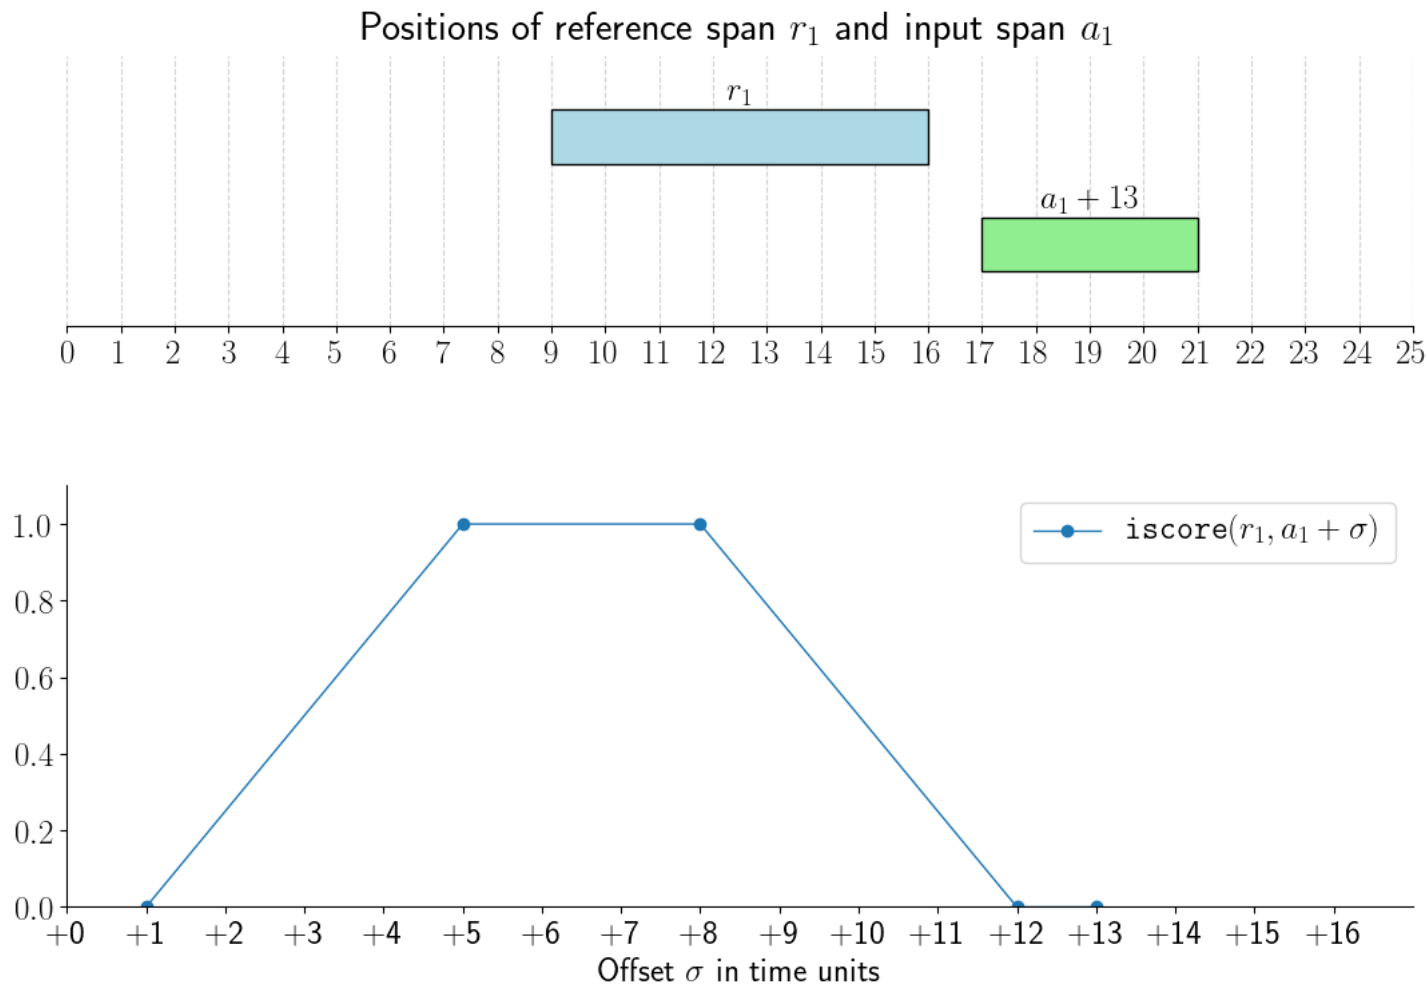 Positions of reference span r₁ and input span a₁
r₁
a₁ + 13
0 1 2 3 4 5 6 7 8 9 10 11 12 13 14 15 16 17 18 19 20 21 22 23 24 25
iscore(r₁, a₁ + σ)
1.0
0.8
0.6
0.4
0.2
0.0
+0 +1 +2 +3 +4 +5 +6 +7 +8 +9 +10 +11 +12 +13 +14 +15 +16
Offset σ in time units